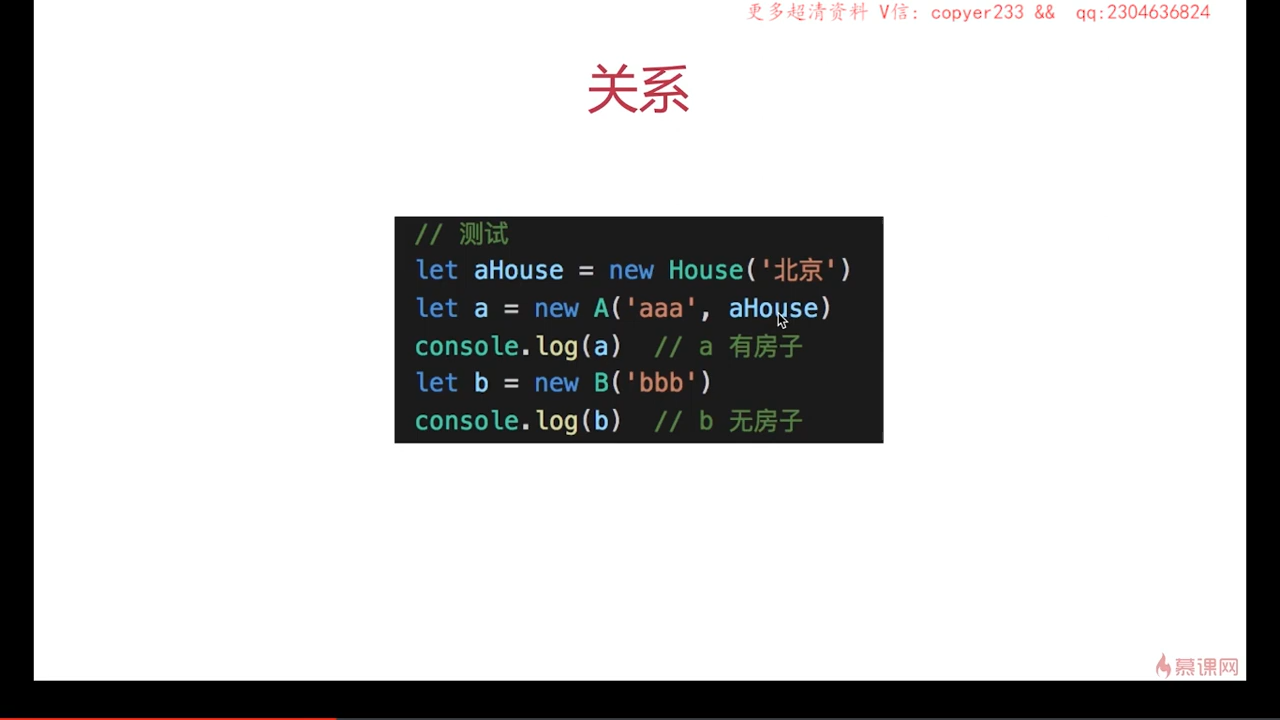 更多超清资料 V信: copyer233 && qq:2304636824
关系
// 测试
let aHouse = new House('北京')
let a = new A('aaa', aHouse)
console.log(a)  // a 有房子
let b = new B('bbb')
console.log(b)  // b 无房子
慕课网